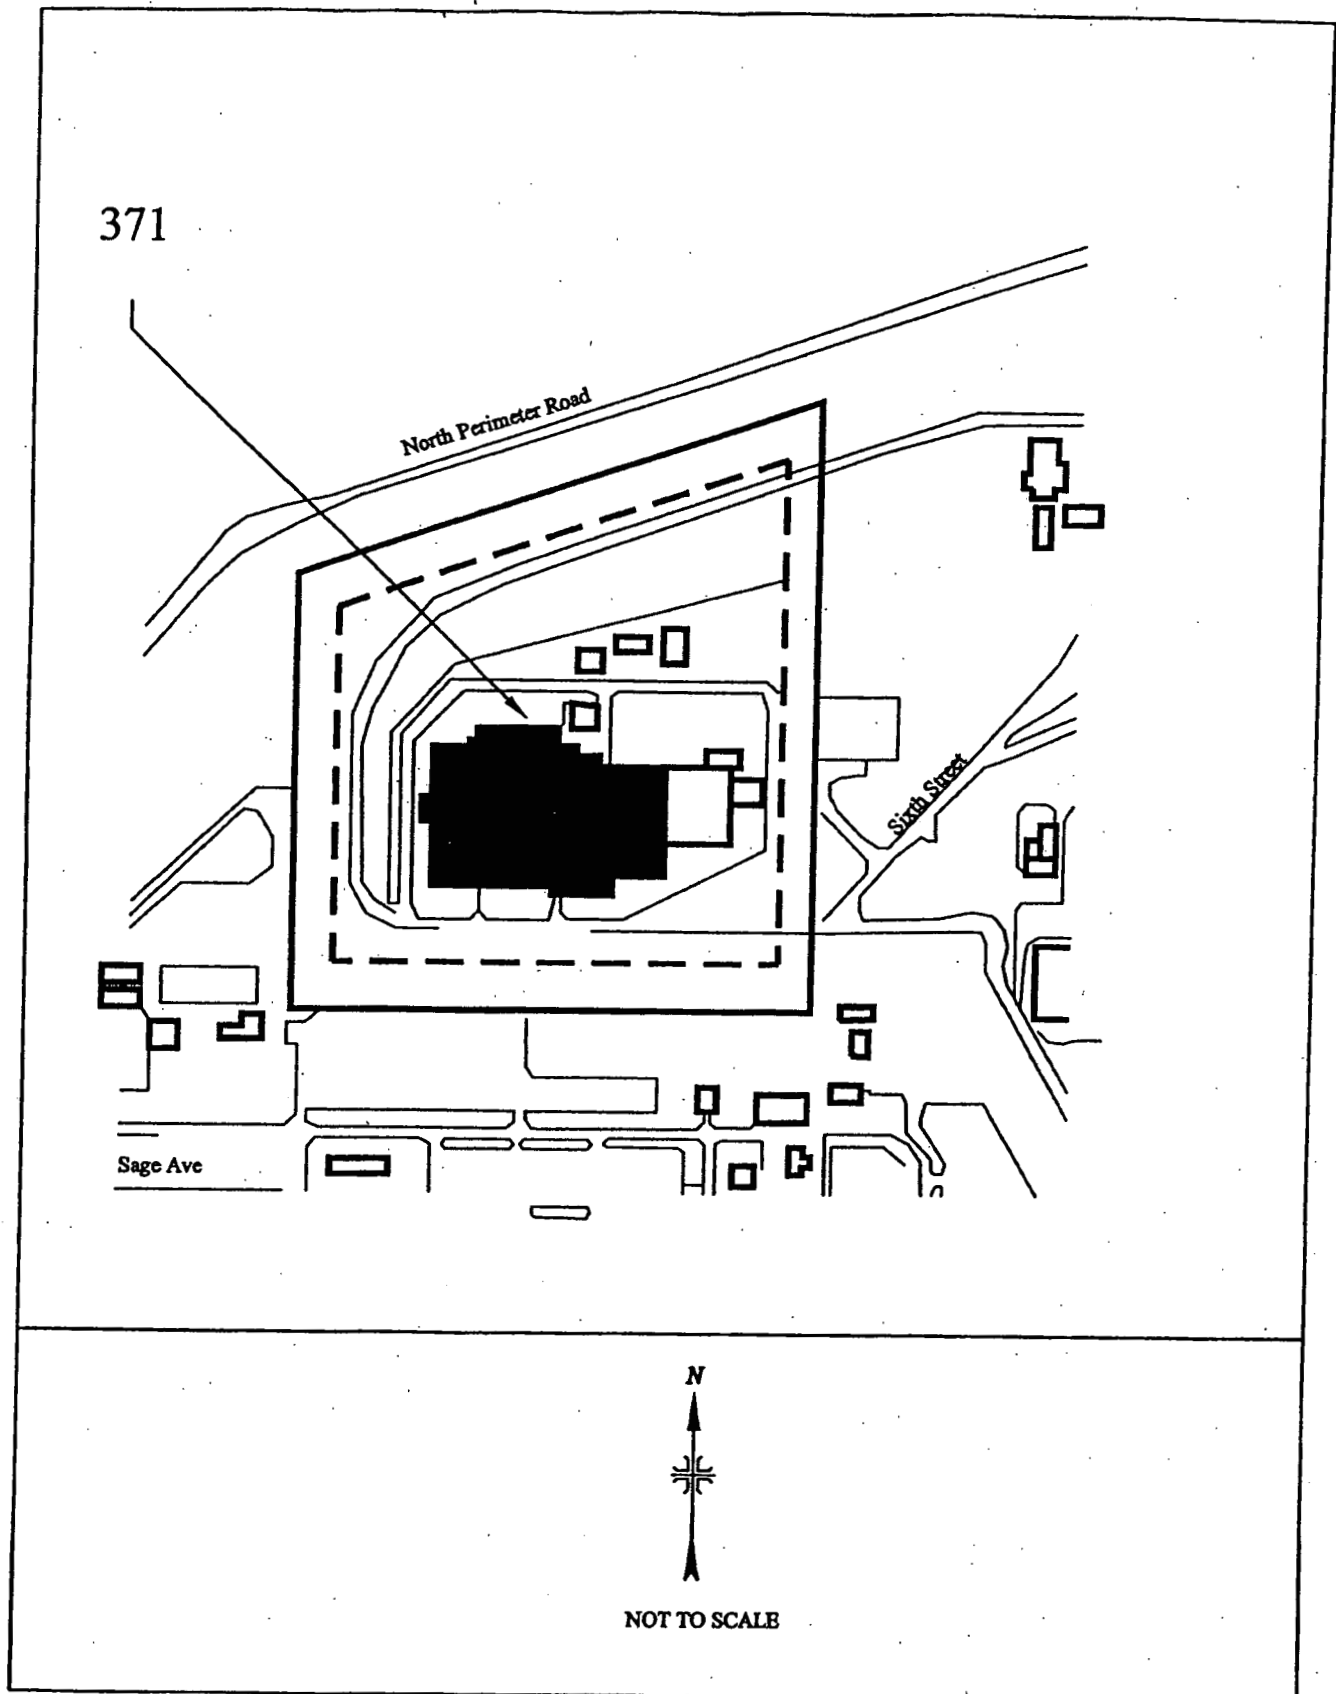 371
North Perimeter Road
Sixth Street
Sage Ave
N
NOT TO SCALE